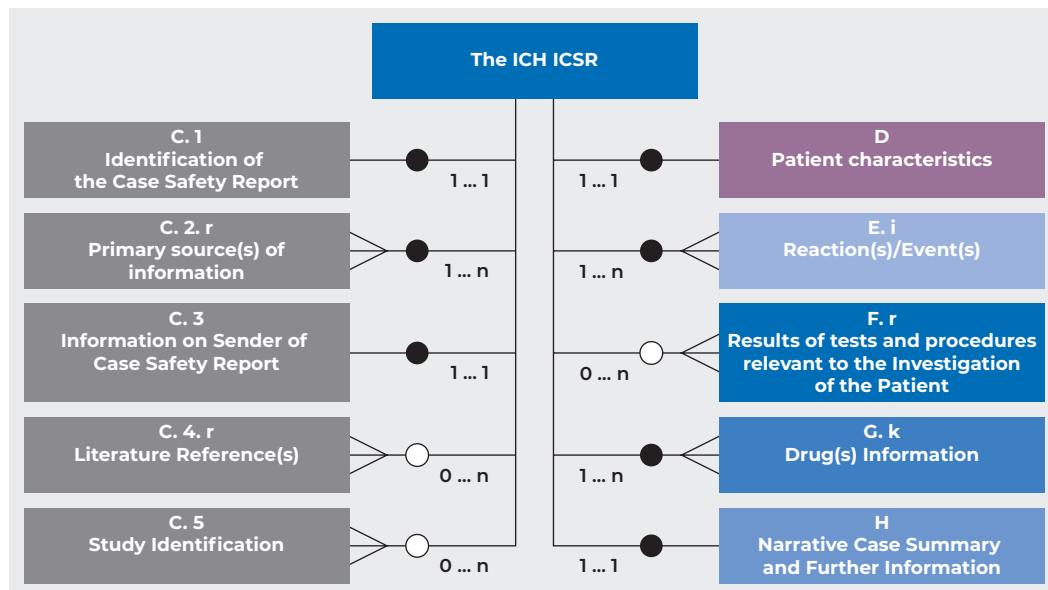 The ICH ICSR
C. 1
Identification of
the Case Safety Report
1 ... 1
C. 2. r
Primary source(s) of
information
1 ... n
C. 3
Information on Sender of
Case Safety Report
1 ... 1
C. 4. r
Literature Reference(s)
0 ... n
C. 5
Study Identification
0 ... n
D
Patient characteristics
1 ... 1
E. i
Reaction(s)/Event(s)
1 ... n
F. r
Results of tests and procedures
relevant to the Investigation
of the Patient
0 ... n
G. k
Drug(s) Information
1 ... n
H
Narrative Case Summary
and Further Information
1 ... 1